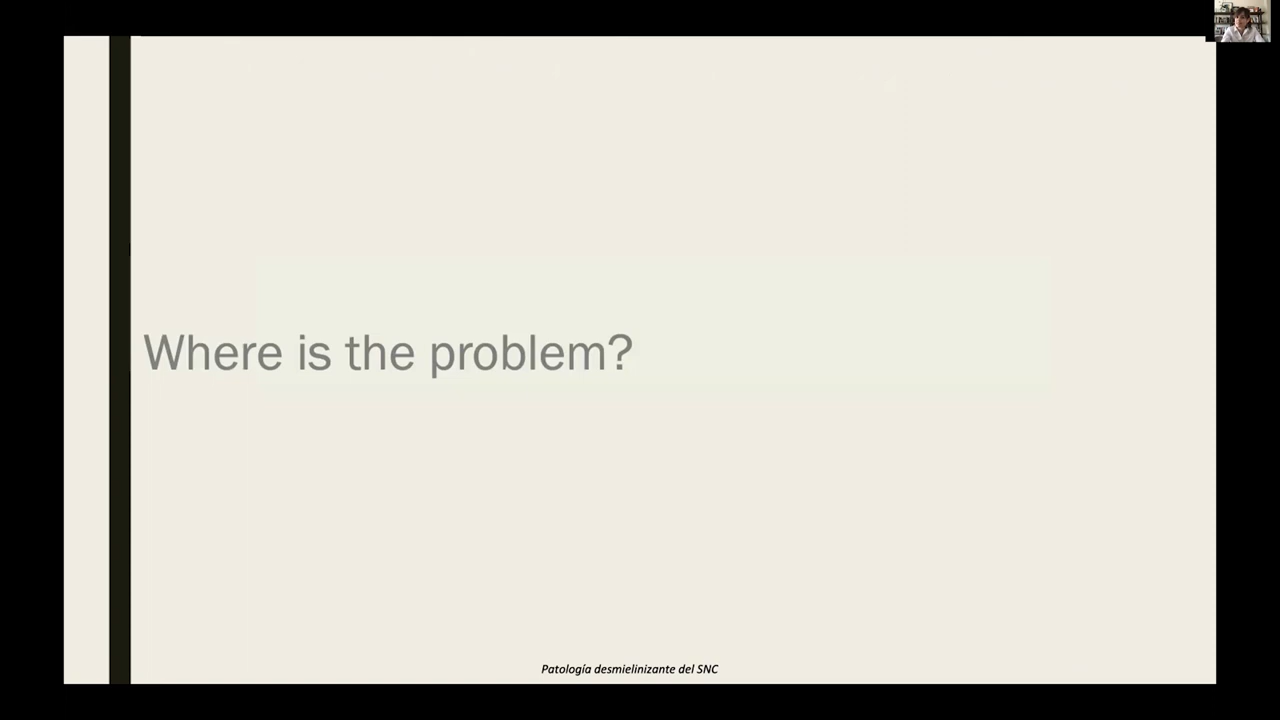 Where is the problem?
Patología desmielinizante del SNC